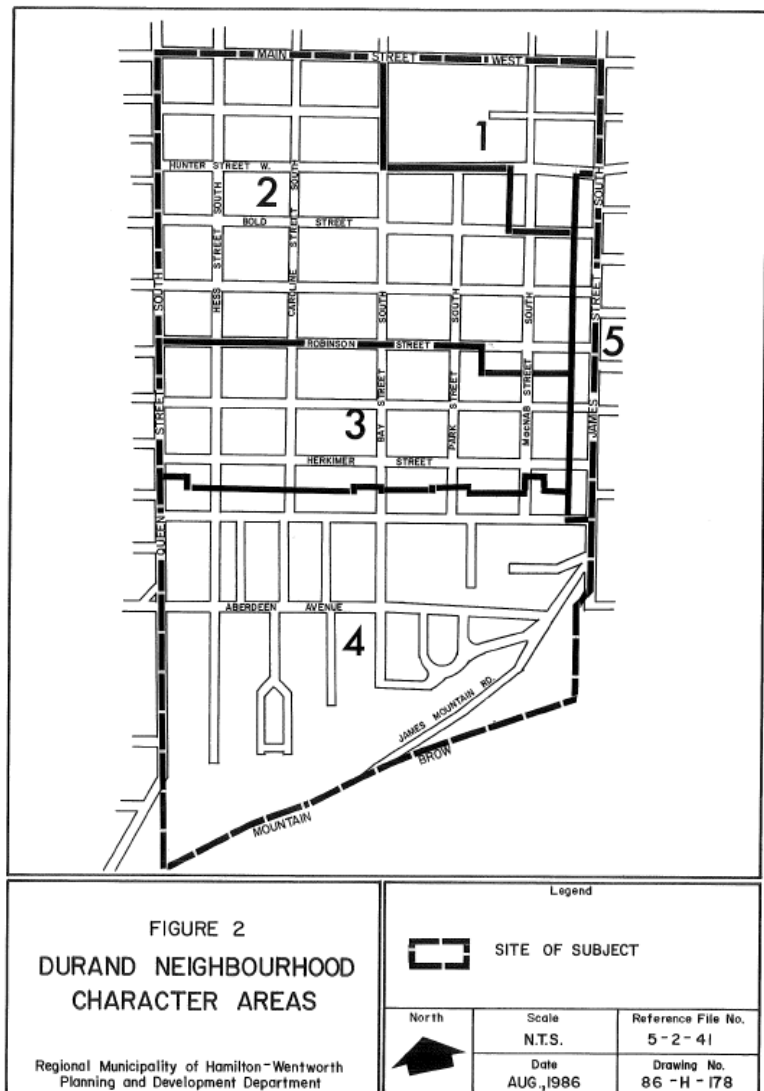 MAIN STREET WEST
1
HUNTER STREET W.
2
BOLD STREET
HESS STREET SOUTH
CAROLINE STREET SOUTH
QUEEN STREET SOUTH
JAMES STREET SOUTH
5
ROBINSON STREET
BAY STREET SOUTH
PARK STREET SOUTH
MacNAB STREET SOUTH
3
HERKIMER STREET
ABERDEEN AVENUE
4
JAMES MOUNTAIN RD.
MOUNTAIN BROW
FIGURE 2
DURAND NEIGHBOURHOOD
CHARACTER AREAS
Regional Municipality of Hamilton-Wentworth
Planning and Development Department
Legend
SITE OF SUBJECT
North
Scale
N.T.S.
Reference File No.
5-2-41
Date
AUG.,1986
Drawing No.
86-H-178